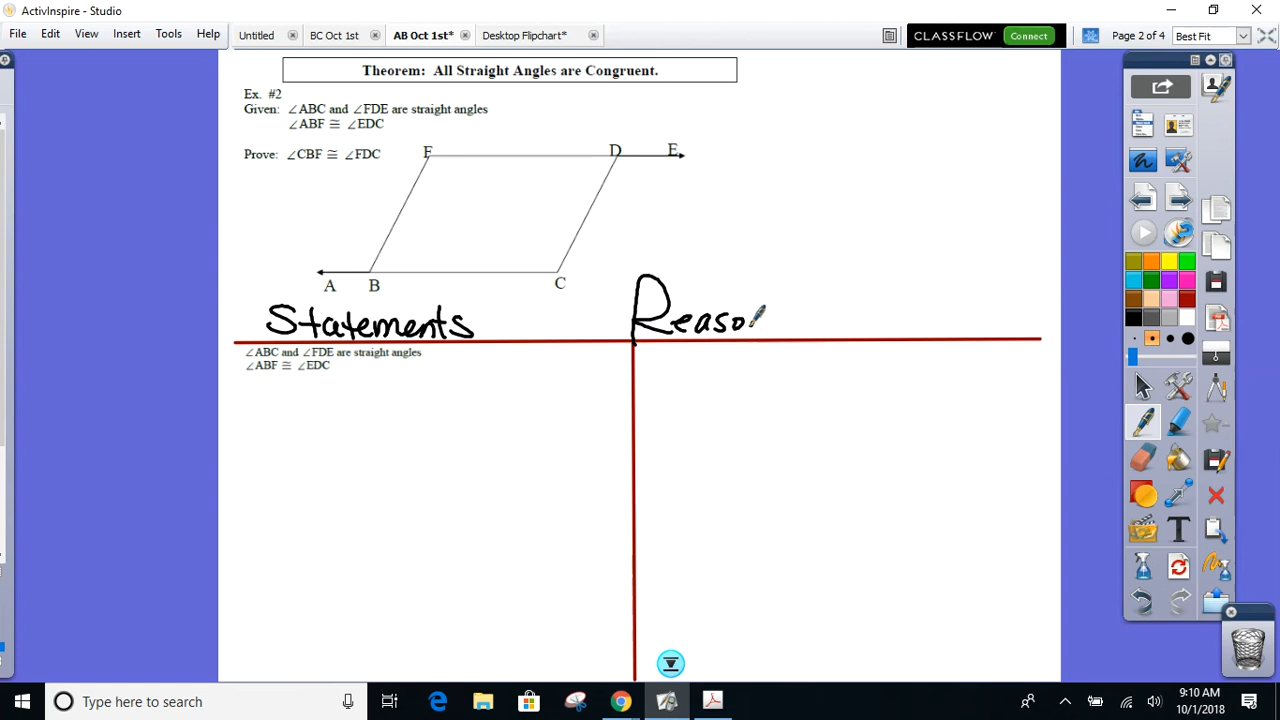 ActivInspire - Studio
File Edit View Insert Tools Help
Untitled
BC Oct 1st
AB Oct 1st*
Desktop Flipchart*
CLASSFLOW Connect
Page 2 of 4
Best Fit
Theorem: All Straight Angles are Congruent.
Ex. #2
Given: ∠ABC and ∠FDE are straight angles
∠ABF ≅ ∠EDC
Prove: ∠CBF ≅ ∠FDC
F D E
A B C
Statements Reaso
∠ABC and ∠FDE are straight angles
∠ABF ≅ ∠EDC
T
Type here to search
9:10 AM
10/1/2018